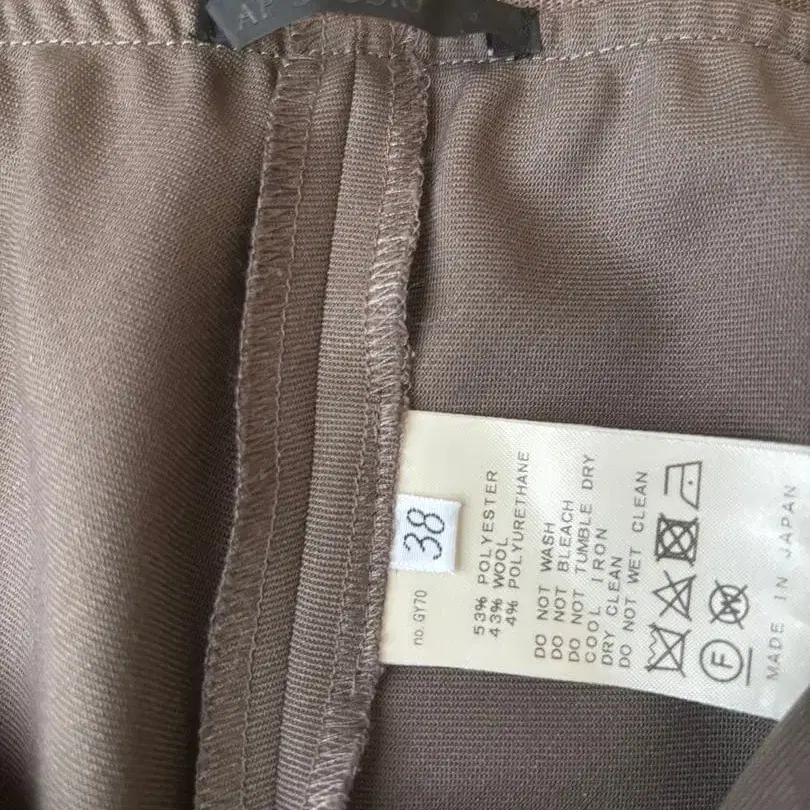 38
no. GY70
53% POLYESTER
43% WOOL
4% POLYURETHANE
DO NOT WASH
DO NOT BLEACH
DO NOT TUMBLE DRY
COOL IRON
DRY CLEAN
DO NOT WET CLEAN
F W
MADE IN JAPAN